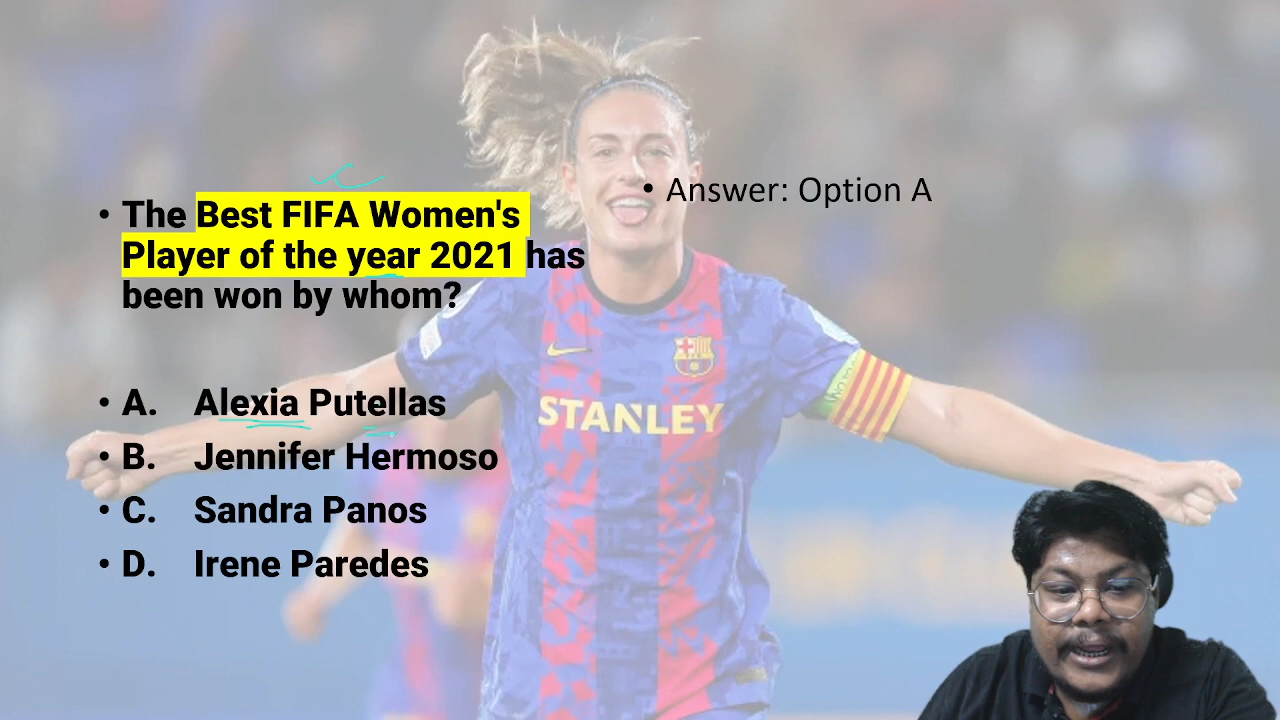 • The Best FIFA Women's
Player of the year 2021 has
been won by whom?
• A. Alexia Putellas
• B. Jennifer Hermoso
• C. Sandra Panos
• D. Irene Paredes
• Answer: Option A
STANLEY